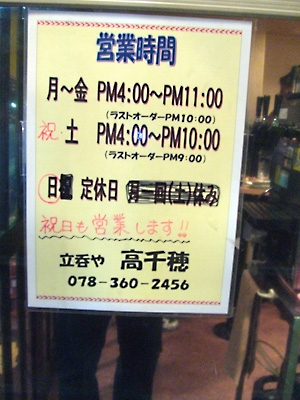 営業時間
月〜金 PM4:00〜PM11:00
(ラストオーダーPM10:00)
祝・土 PM4:00〜PM10:00
(ラストオーダーPM9:00)
日 定休日
祝日も営業します!!
立呑や 高千穂
078-360-2456